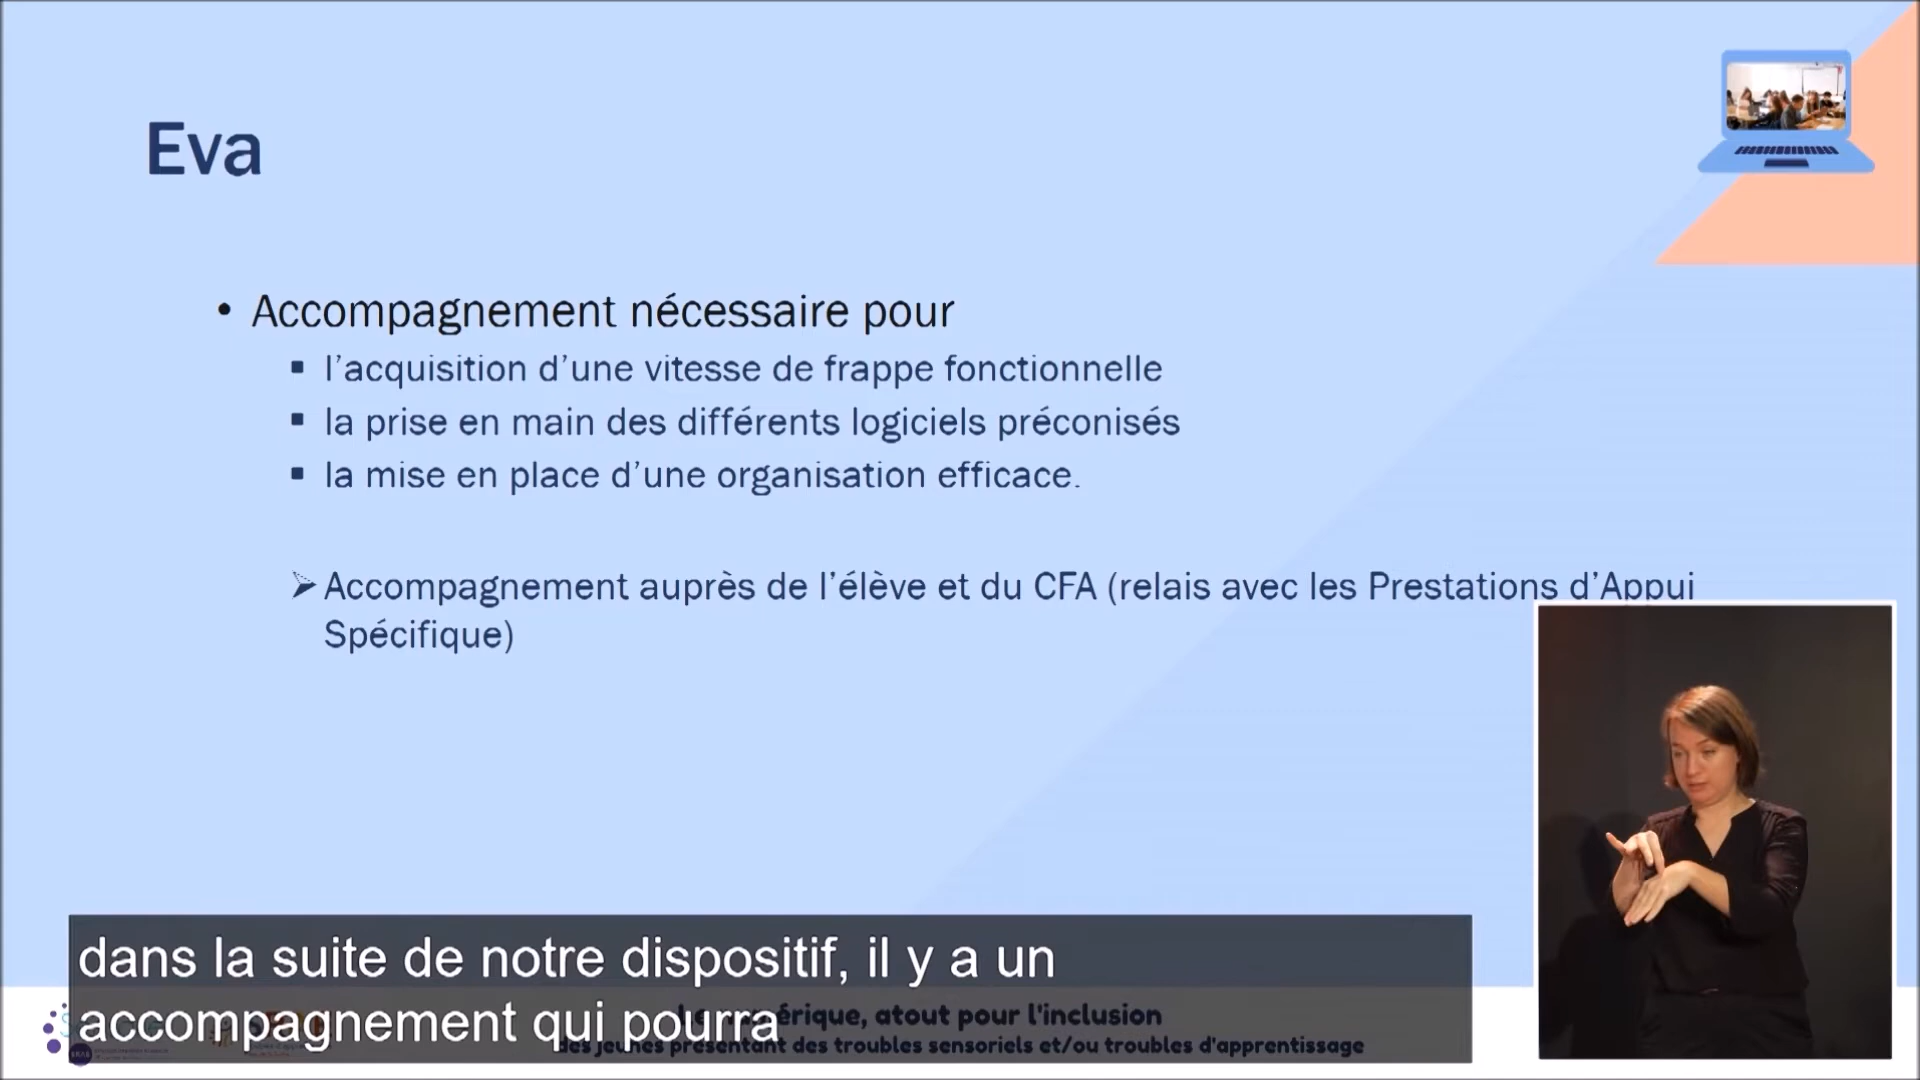 Eva
• Accompagnement nécessaire pour
▪ l’acquisition d’une vitesse de frappe fonctionnelle
▪ la prise en main des différents logiciels préconisés
▪ la mise en place d’une organisation efficace.
➢ Accompagnement auprès de l’élève et du CFA (relais avec les Prestations d’Appui
Spécifique)
dans la suite de notre dispositif, il y a un
accompagnement qui pourra
numérique, atout pour l'inclusion
des jeunes présentant des troubles sensoriels et/ou troubles d'apprentissage